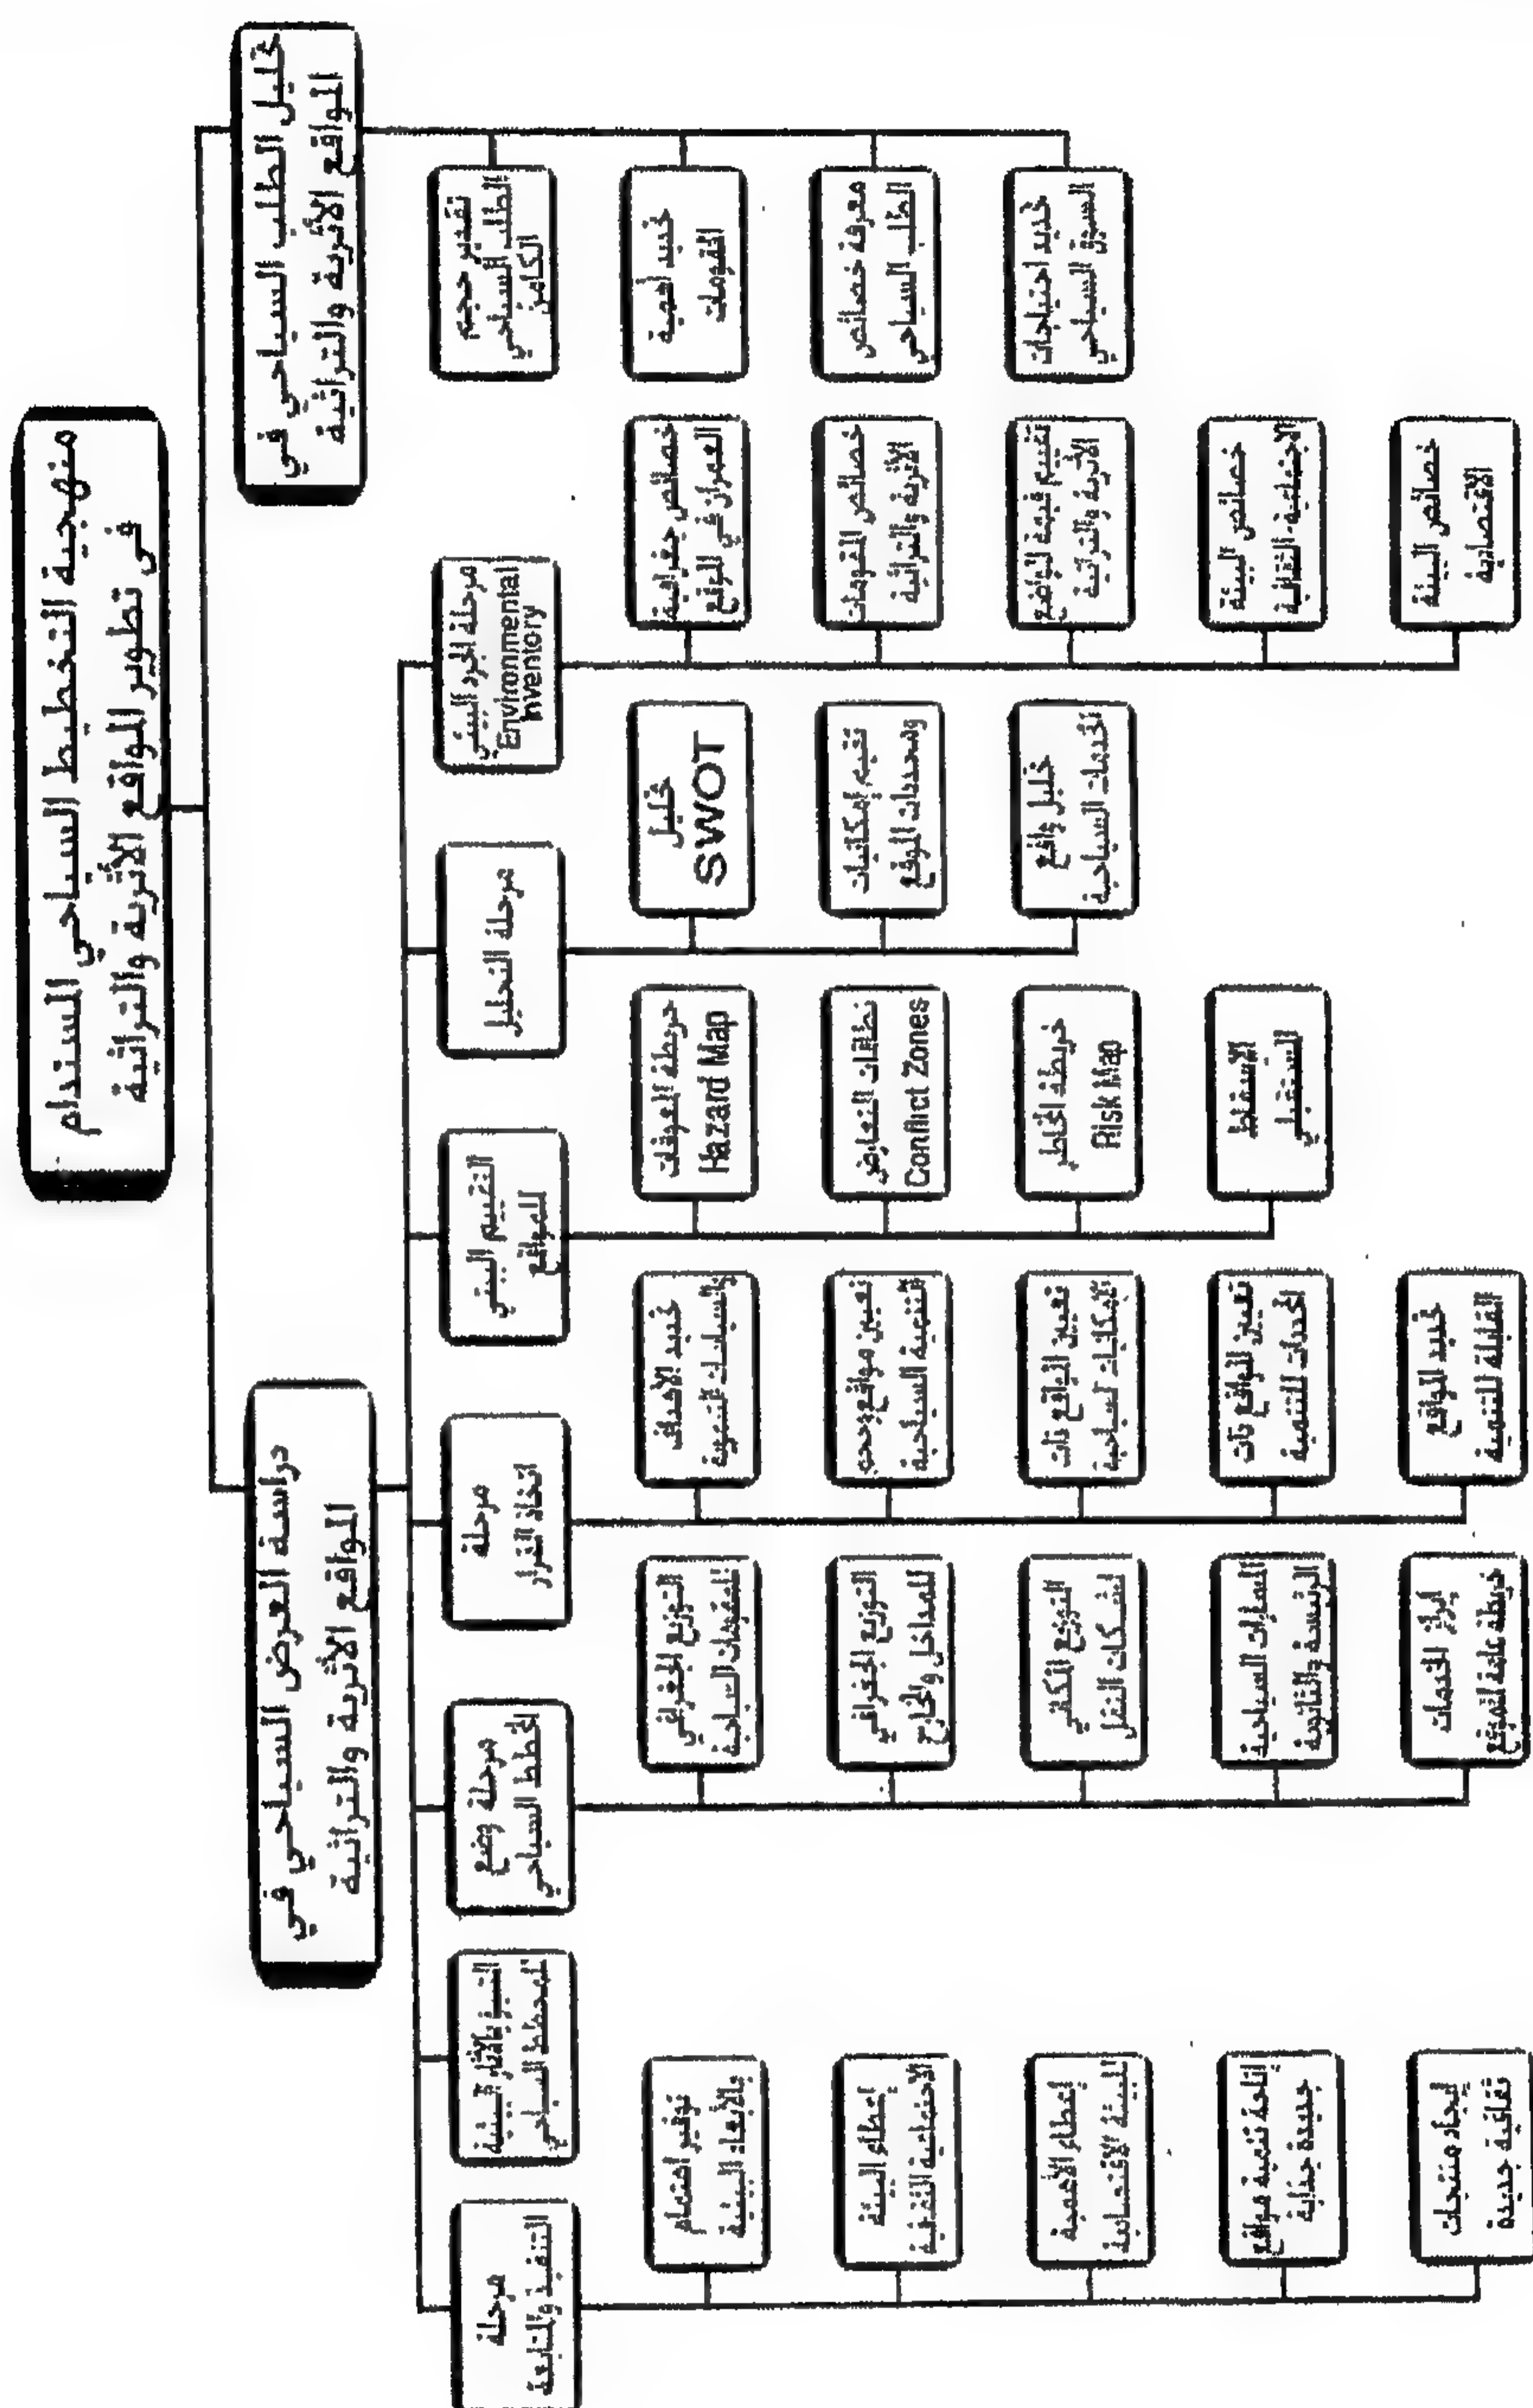 منهجية التخطيط السياحي المستدام
في تطوير المواقع الأثرية والتراثية
تحليل الطلب السياحي في
المواقع الأثرية والتراثية
تقدير حجم
الطلب السياحي
الكامن
تحديد أهمية
المقومات
معرفة خصائص
الطلب السياحي
تحديد احتياجات
السوق السياحي
دراسة العرض السياحي في
المواقع الأثرية والتراثية
مرحلة الجرد البيئي
Environmental
Inventory
خصائص جغرافية
العمران في المواقع
خصائص المقومات
الأثرية والتراثية
تقييم قيمة المواضع
الأثرية والتراثية
خصائص البيئة
الاجتماعية-الثقافية
خصائص البيئة
الاقتصادية
مرحلة التحليل
تحليل
SWOT
تقييم إمكانيات
ومحددات الموقع
تحليل واقع
الخدمات السياحية
التقييم البيئي
للمواقع
خريطة المعوقات
Hazard Map
نطاقات التعارض
Conflict Zones
خريطة المخاطر
Risk Map
الإسقاط
المستقبلي
مرحلة
اتخاذ القرار
تحديد الأهداف
والسياسات التنموية
تعيين مواقع وحجم
التنمية السياحية
تعيين المواقع ذات
الإمكانيات السياحية
تعيين المواقع ذات
المحددات للتنمية
تحديد المواقع
القابلة للتنمية
مرحلة وضع
المخطط السياحي
التوزيع الجغرافي
للمقومات السياحية
التوزيع الجغرافي
للمداخل والمخارج
التوزيع المكاني
لشبكات النقل
المسارات السياحية
الرئيسة والثانوية
إبراز الخدمات
خريطة عامة للموقع
التنبؤ بالآثار البيئية
للمخطط السياحي
مرحلة
التنفيذ والمتابعة
توفير اهتمام
بالأبعاد البيئية
إعطاء البيئة
الاجتماعية الثقافية
إعطاء الأهمية
للبيئة الاقتصادية
إتاحة تنمية مواقع
جديدة جذابة
إيجاد منتجات
ثقافية جديدة